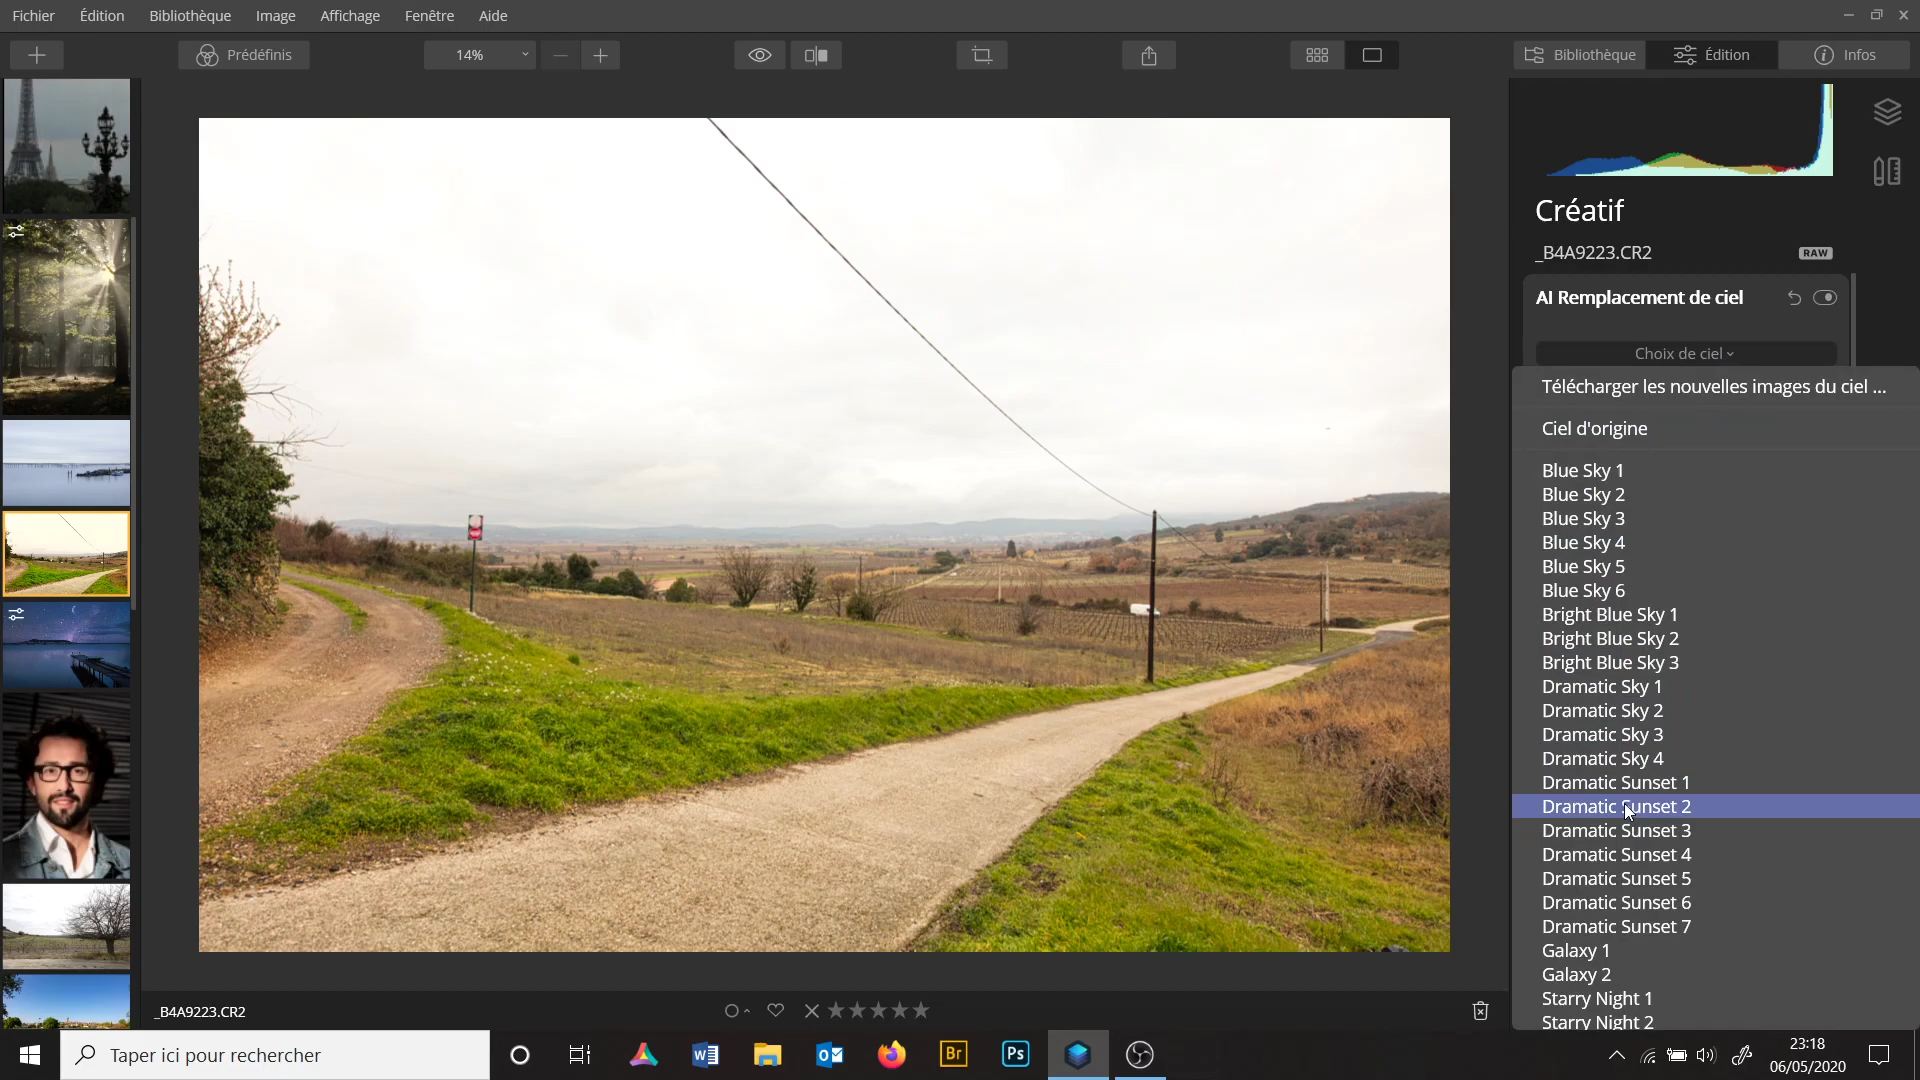 Fichier Édition Bibliothèque Image Affichage Fenêtre Aide
Prédéfinis 14% Bibliothèque Édition Infos
Créatif
_B4A9223.CR2 RAW
AI Remplacement de ciel
Choix de ciel
Télécharger les nouvelles images du ciel ...
Ciel d'origine
Blue Sky 1
Blue Sky 2
Blue Sky 3
Blue Sky 4
Blue Sky 5
Blue Sky 6
Bright Blue Sky 1
Bright Blue Sky 2
Bright Blue Sky 3
Dramatic Sky 1
Dramatic Sky 2
Dramatic Sky 3
Dramatic Sky 4
Dramatic Sunset 1
Dramatic Sunset 2
Dramatic Sunset 3
Dramatic Sunset 4
Dramatic Sunset 5
Dramatic Sunset 6
Dramatic Sunset 7
Galaxy 1
Galaxy 2
Starry Night 1
Starry Night 2
_B4A9223.CR2
Taper ici pour rechercher
Br Ps
23:18
06/05/2020